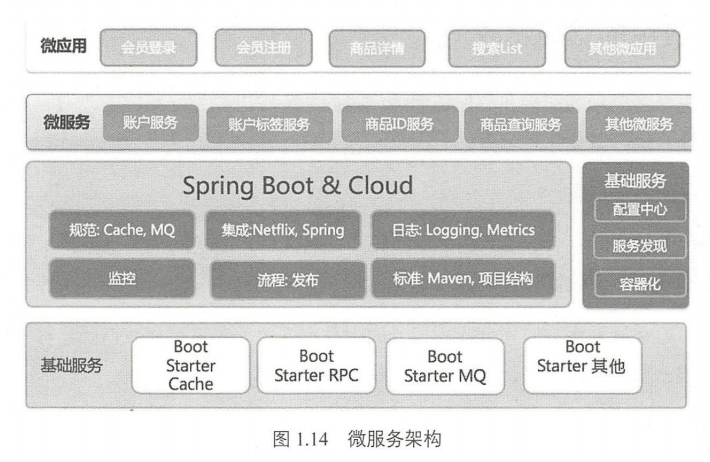 微应用 会员登录 会员注册 商品详情 搜索List 其他微应用
微服务 账户服务 账户标签服务 商品ID服务 商品查询服务 其他微服务
Spring Boot & Cloud
规范: Cache, MQ 集成:Netflix, Spring 日志: Logging, Metrics
监控 流程: 发布 标准: Maven, 项目结构
基础服务
配置中心
服务发现
容器化
基础服务
Boot
Starter
Cache
Boot
Starter RPC
Boot
Starter MQ
Boot
Starter 其他
图 1.14 微服务架构